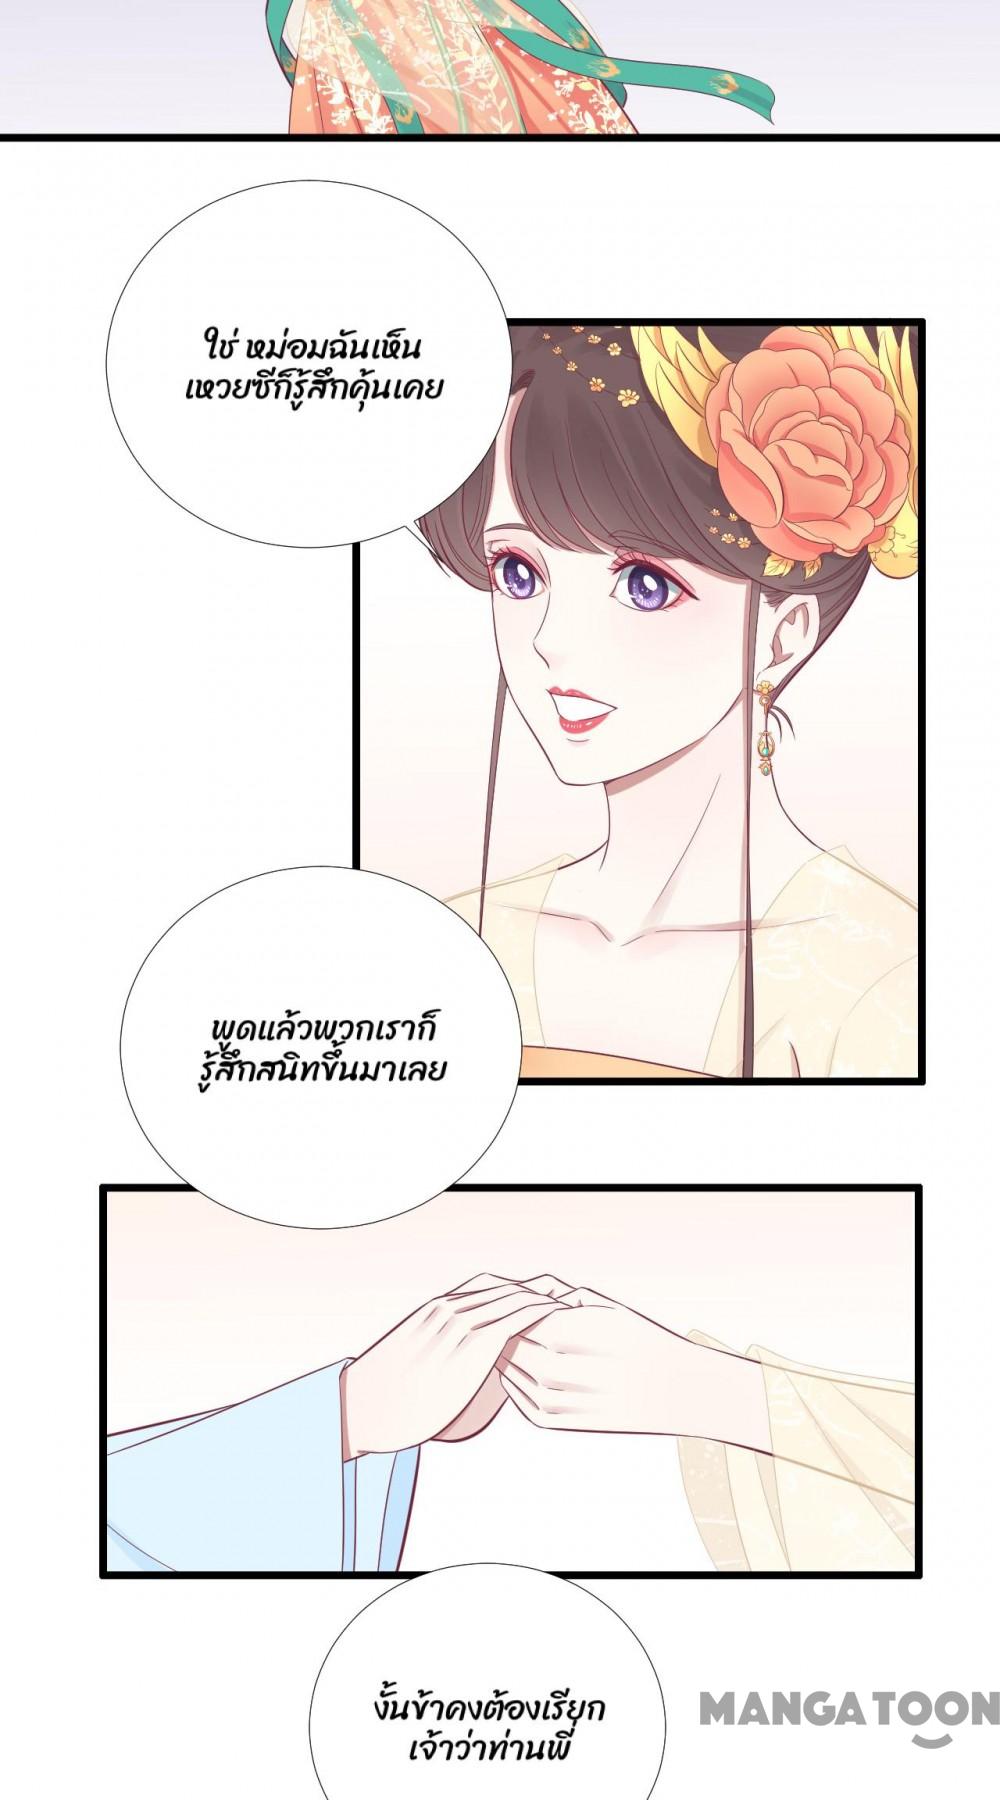 ใช่ หม่อมฉันเห็น
เหวยซีก็รู้สึกคุ้นเคย
พูดแล้วพวกเราก็
รู้สึกสนิทขึ้นมาเลย
งั้นข้าคงต้องเรียก
เจ้าว่าท่านพี่
MANGATOON